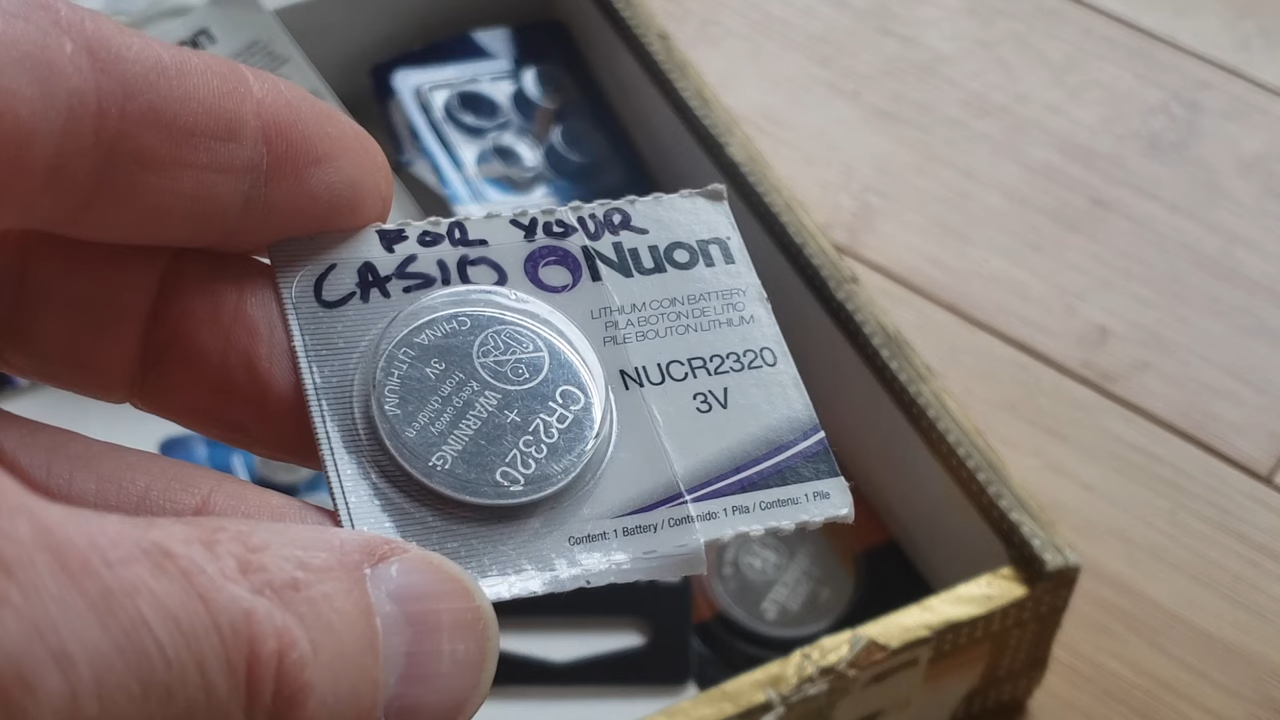 FOR YOUR
CASIO
Nuon
LITHIUM COIN BATTERY
PILA BOTON DE LITIO
PILE BOUTON LITHIUM
NUCR2320
3V
Content: 1 Battery / Contenido: 1 Pila / Contenu: 1 Pile
CR2320
+
WARNING:
Keep away
from children
3V
LITHIUM
CHINA